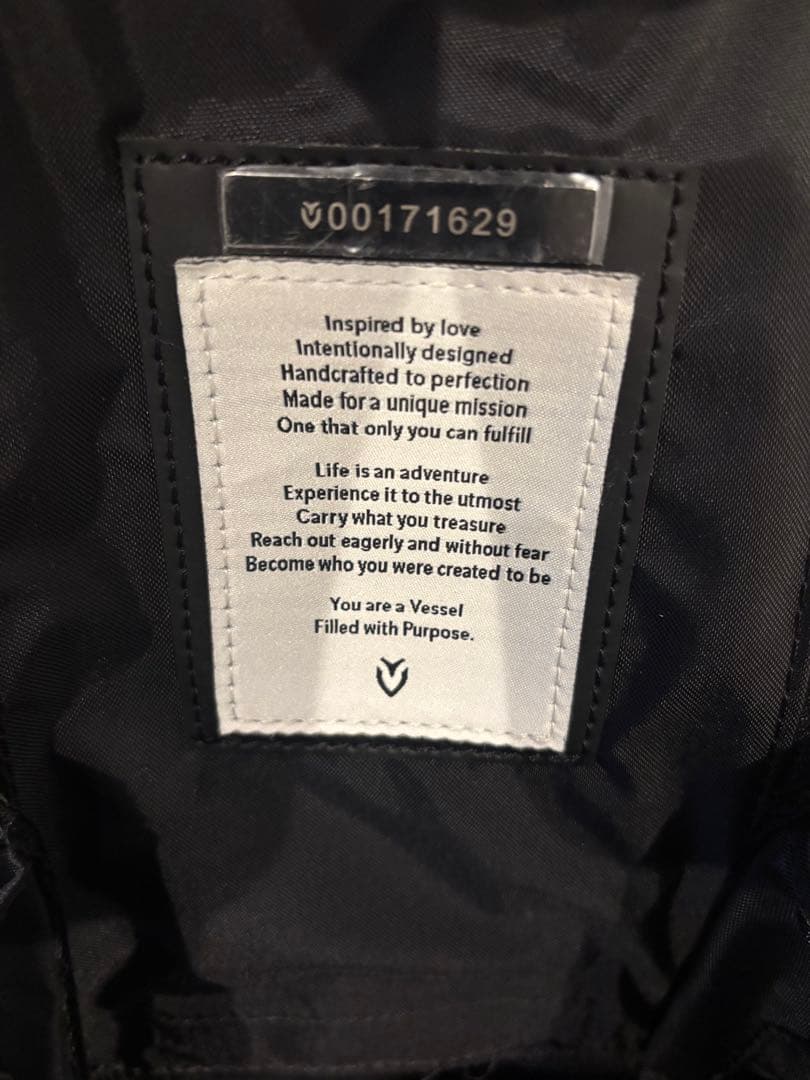 00171629
Inspired by love
Intentionally designed
Handcrafted to perfection
Made for a unique mission
One that only you can fulfill
Life is an adventure
Experience it to the utmost
Carry what you treasure
Reach out eagerly and without fear
Become who you were created to be
You are a Vessel
Filled with Purpose.